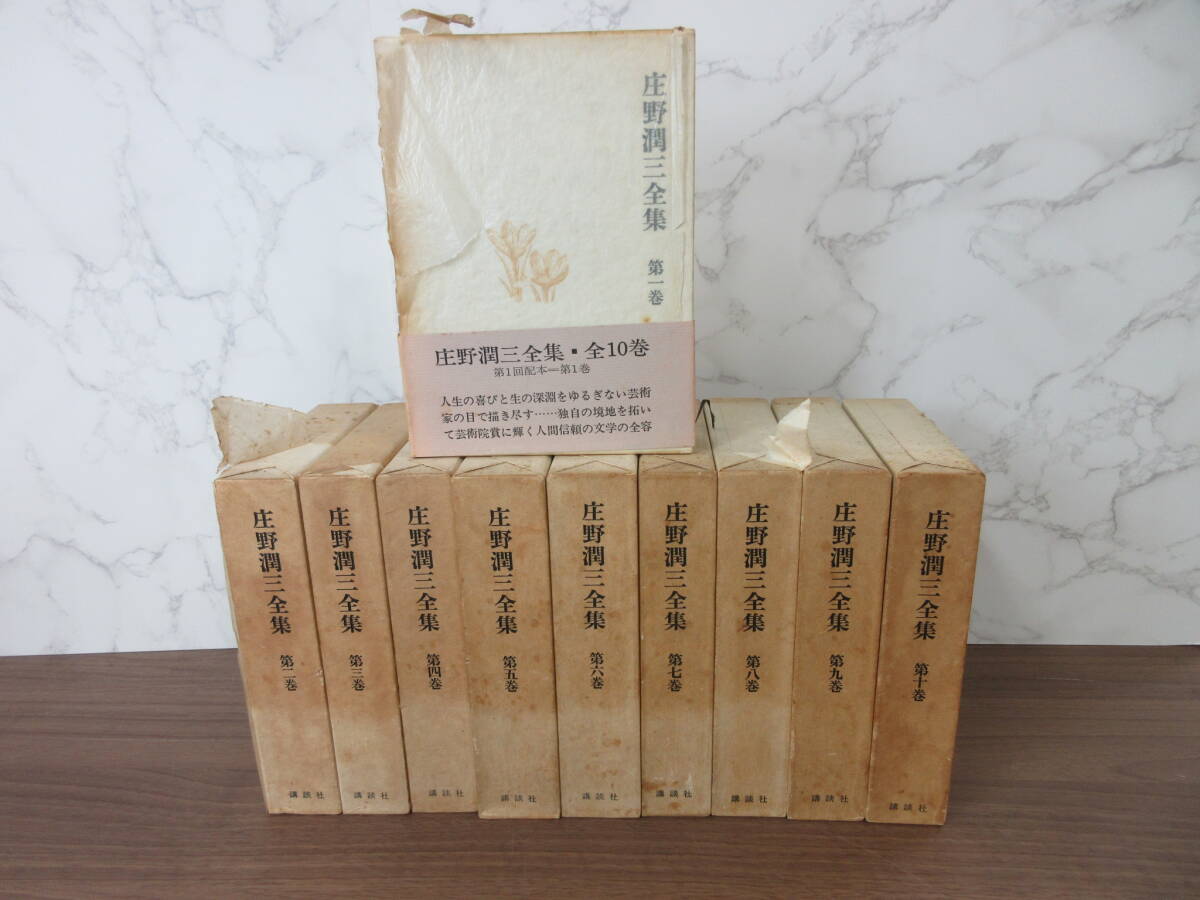 庄野潤三全集
第一巻
庄野潤三全集・全10巻
第1回配本=第1巻
人生の喜びと生の深淵をゆるぎない芸術
家の目で描き尽す……独自の境地を拓い
て芸術院賞に輝く人間信頼の文学の全容
庄野潤三全集
第二巻
講談社
庄野潤三全集
第三巻
講談社
庄野潤三全集
第四巻
講談社
庄野潤三全集
第五巻
講談社
庄野潤三全集
第六巻
講談社
庄野潤三全集
第七巻
講談社
庄野潤三全集
第八巻
講談社
庄野潤三全集
第九巻
講談社
庄野潤三全集
第十巻
講談社